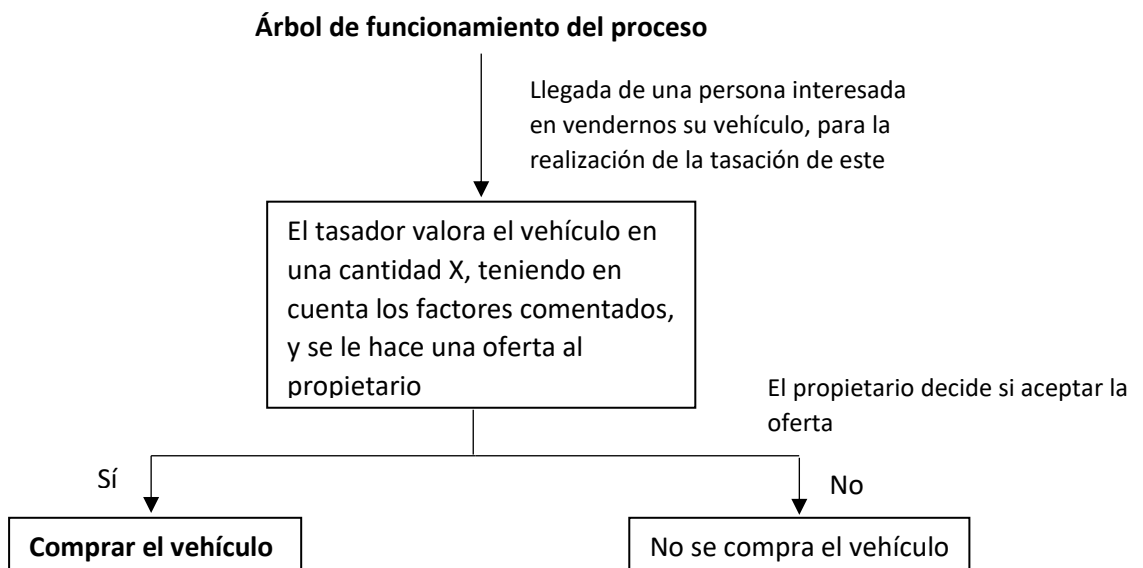 Árbol de funcionamiento del proceso
Llegada de una persona interesada
en vendernos su vehículo, para la
realización de la tasación de este
El tasador valora el vehículo en
una cantidad X, teniendo en
cuenta los factores comentados,
y se le hace una oferta al
propietario
El propietario decide si aceptar la
oferta
Sí
No
Comprar el vehículo
No se compra el vehículo